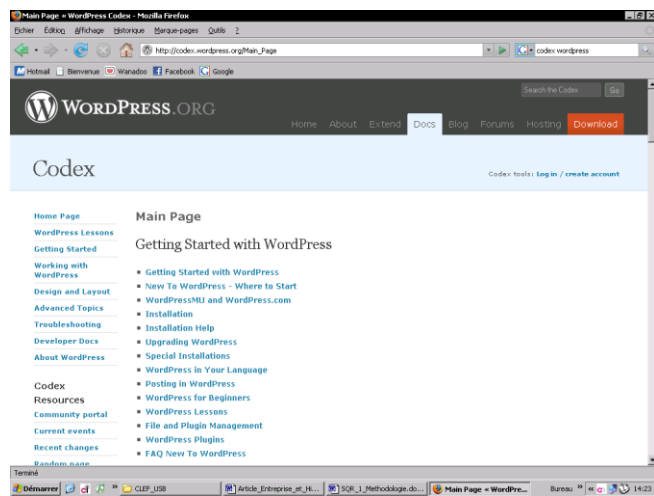 Main Page « WordPress Codex - Mozilla Firefox
Fichier Edition Affichage Historique Marque-pages Outils ?
http://codex.wordpress.org/Main_Page
codex wordpress
Hotmail Bienvenue Wanadoo Facebook Google
Search the Codex Go
WORDPRESS.ORG
Home About Extend Docs Blog Forums Hosting Download
Codex
Codex tools: Log in / create account
Home Page
WordPress Lessons
Getting Started
Working with
WordPress
Design and Layout
Advanced Topics
Troubleshooting
Developer Docs
About WordPress
Codex
Resources
Community portal
Current events
Recent changes
Random page
Main Page
Getting Started with WordPress
Getting Started with WordPress
New To WordPress - Where to Start
WordPressMU and WordPress.com
Installation
Installation Help
Upgrading WordPress
Special Installations
WordPress in Your Language
Posting in WordPress
WordPress for Beginners
WordPress Lessons
File and Plugin Management
WordPress Plugins
FAQ New To WordPress
Terminé
Démarrer » CLEF_USB Article_Entreprise_et_Hi... SQR_1_Methodologie.do... Main Page « WordPre... Bureau » « 14:23